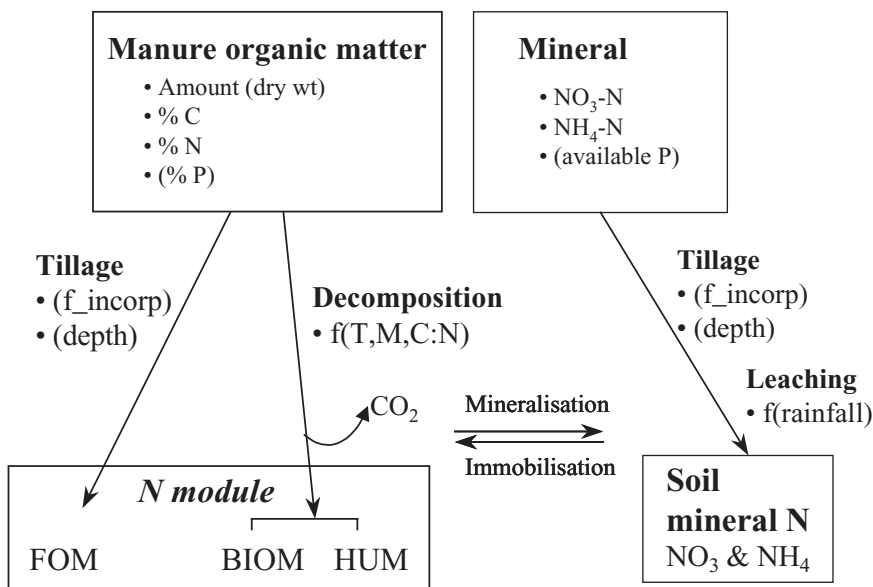 Manure organic matter
• Amount (dry wt)
• % C
• % N
• (% P)
Mineral
• NO₃-N
• NH₄-N
• (available P)
Tillage
• (f_incorp)
• (depth)
Decomposition
• f(T,M,C:N)
Tillage
• (f_incorp)
• (depth)
Leaching
• f(rainfall)
CO₂
Mineralisation
Immobilisation
N module
FOM BIOM HUM
Soil
mineral N
NO₃ & NH₄